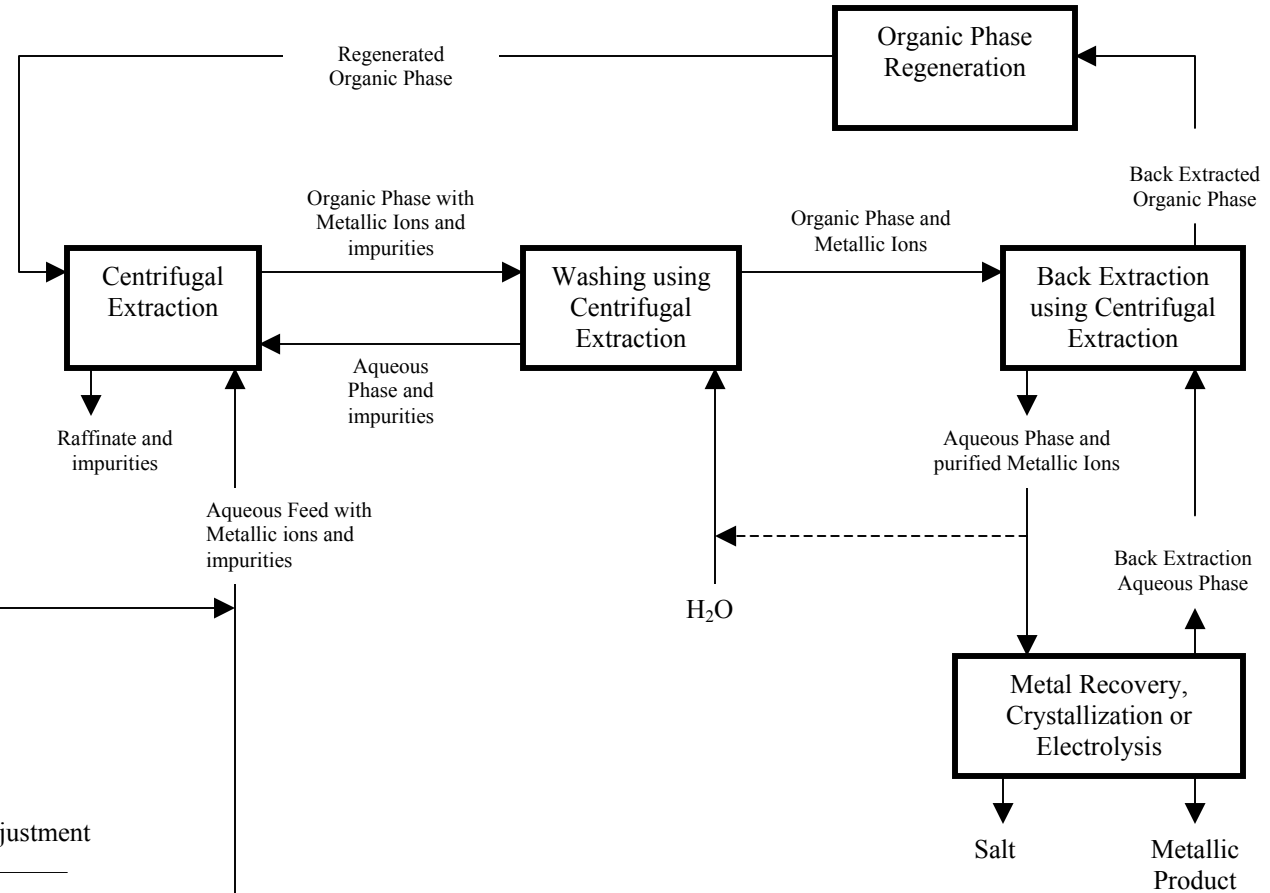 Organic Phase
Regeneration
Regenerated
Organic Phase
Back Extracted
Organic Phase
Organic Phase with
Metallic Ions and
impurities
Organic Phase and
Metallic Ions
Centrifugal
Extraction
Washing using
Centrifugal
Extraction
Back Extraction
using Centrifugal
Extraction
Aqueous
Phase and
impurities
Raffinate and
impurities
Aqueous Phase and
purified Metallic Ions
Aqueous Feed with
Metallic ions and
impurities
Back Extraction
Aqueous Phase
H₂O
Metal Recovery,
Crystallization or
Electrolysis
justment
Salt
Metallic
Product